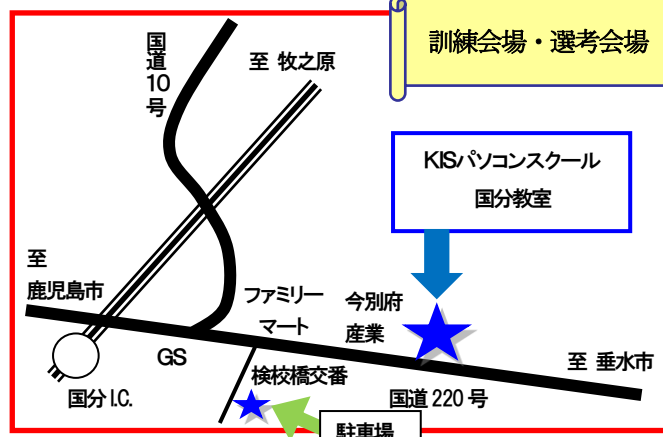 訓練会場・選考会場
国道10号
至 牧之原
KISパソコンスクール
国分教室
至
鹿児島市
ファミリー
マート
今別府
産業
GS
至 垂水市
国分 I.C.
検校橋交番
国道 220 号
駐車場